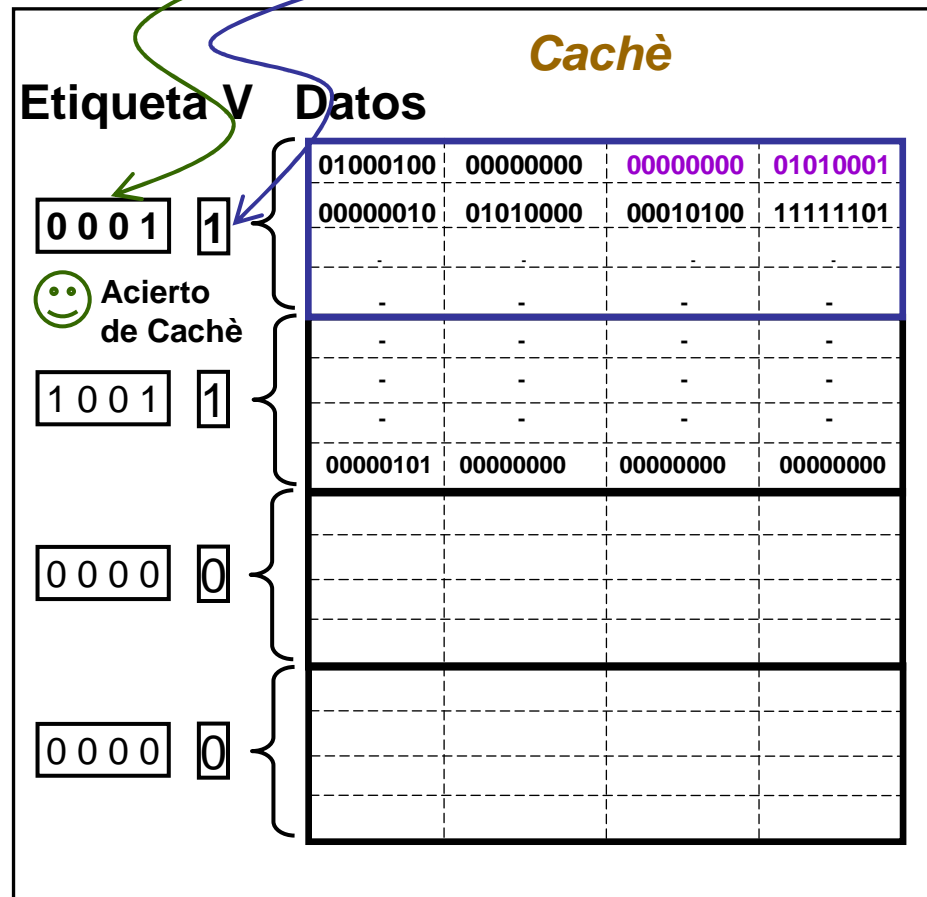 Cachè
Etiqueta V Datos
01000100 00000000 00000000 01010001
0 0 0 1 1 00000010 01010000 00010100 11111101
- - - -
Acierto - - - -
de Cachè
- - - -
1 0 0 1 1 - - - -
- - - -
00000101 00000000 00000000 00000000
0 0 0 0 0
0 0 0 0 0